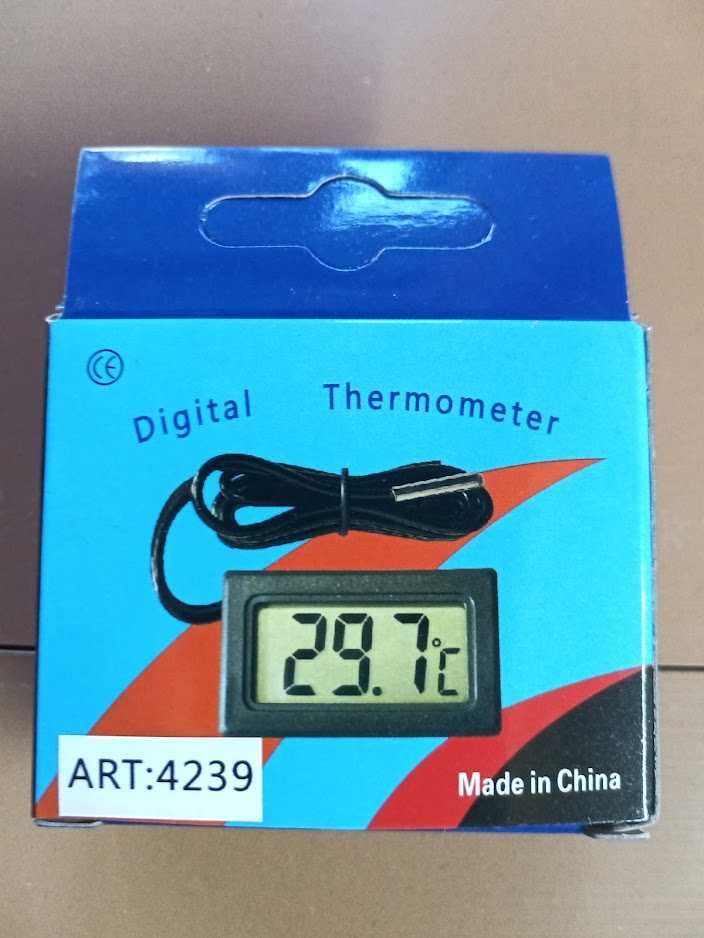 CE
Digital Thermometer
29.7°C
ART:4239
Made in China